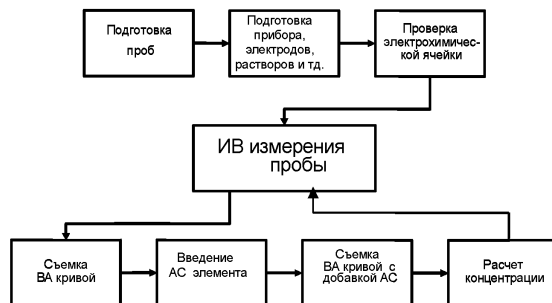 Подготовка
проб
Подготовка
прибора,
электродов,
растворов и тд.
Проверка
электрохимичес-
кой ячейки
ИВ измерения
пробы
Съемка
ВА кривой
Введение
АС элемента
Съемка
ВА кривой с
добавкой АС
Расчет
концентрации